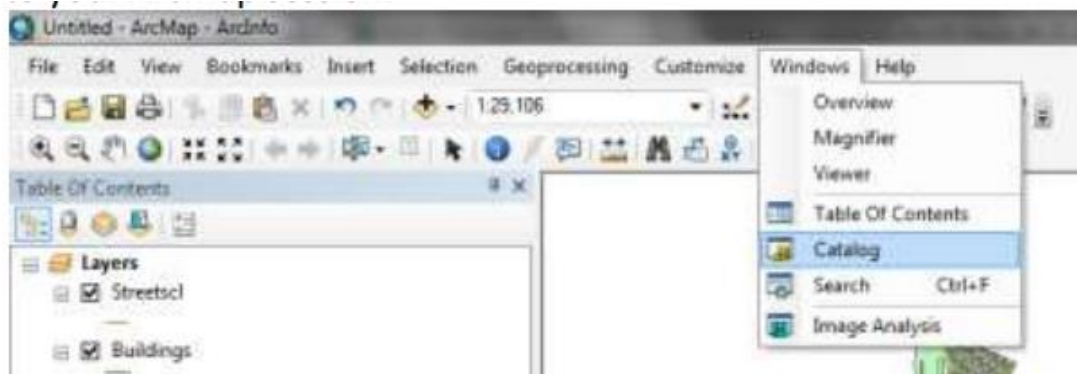 Untitled - ArcMap - ArcInfo
File Edit View Bookmarks Insert Selection Geoprocessing Customize Windows Help
1:29.106
Overview
Magnifier
Viewer
Table Of Contents
Table Of Contents
Catalog
Search Ctrl+F
Image Analysis
Layers
Streetscl
Buildings